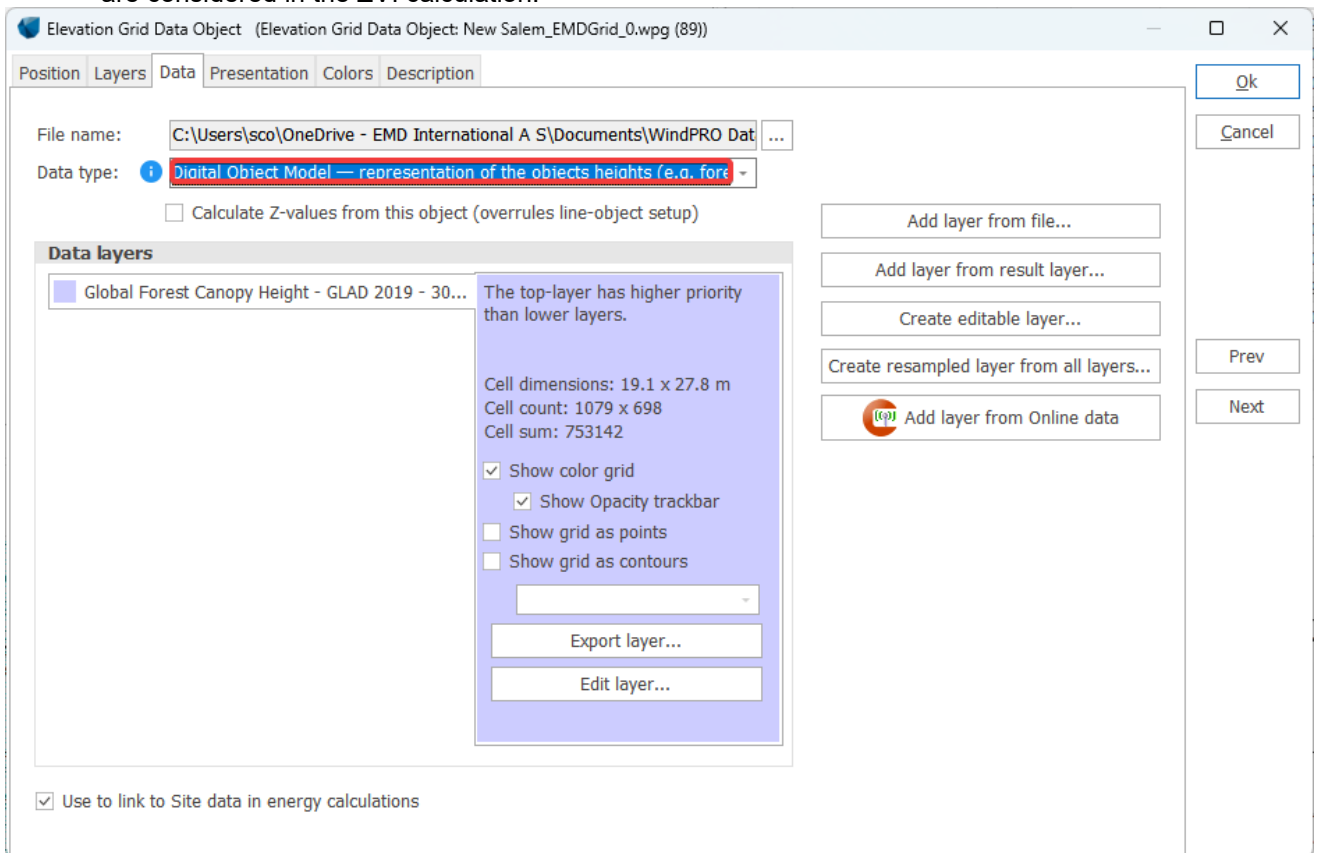 are considered in the ZVI calculation.
Elevation Grid Data Object (Elevation Grid Data Object: New Salem_EMDGrid_0.wpg (89))
Position Layers Data Presentation Colors Description
Ok
File name: C:\Users\sco\OneDrive - EMD International A S\Documents\WindPRO Dat ...
Cancel
Data type: Digital Object Model — representation of the objects heights (e.g. fore
Calculate Z-values from this object (overrules line-object setup)
Add layer from file...
Data layers
Global Forest Canopy Height - GLAD 2019 - 30...
The top-layer has higher priority
than lower layers.
Add layer from result layer...
Create editable layer...
Create resampled layer from all layers...
Prev
Cell dimensions: 19.1 x 27.8 m
Cell count: 1079 x 698
Cell sum: 753142
Add layer from Online data
Next
Show color grid
Show Opacity trackbar
Show grid as points
Show grid as contours
Export layer...
Edit layer...
Use to link to Site data in energy calculations